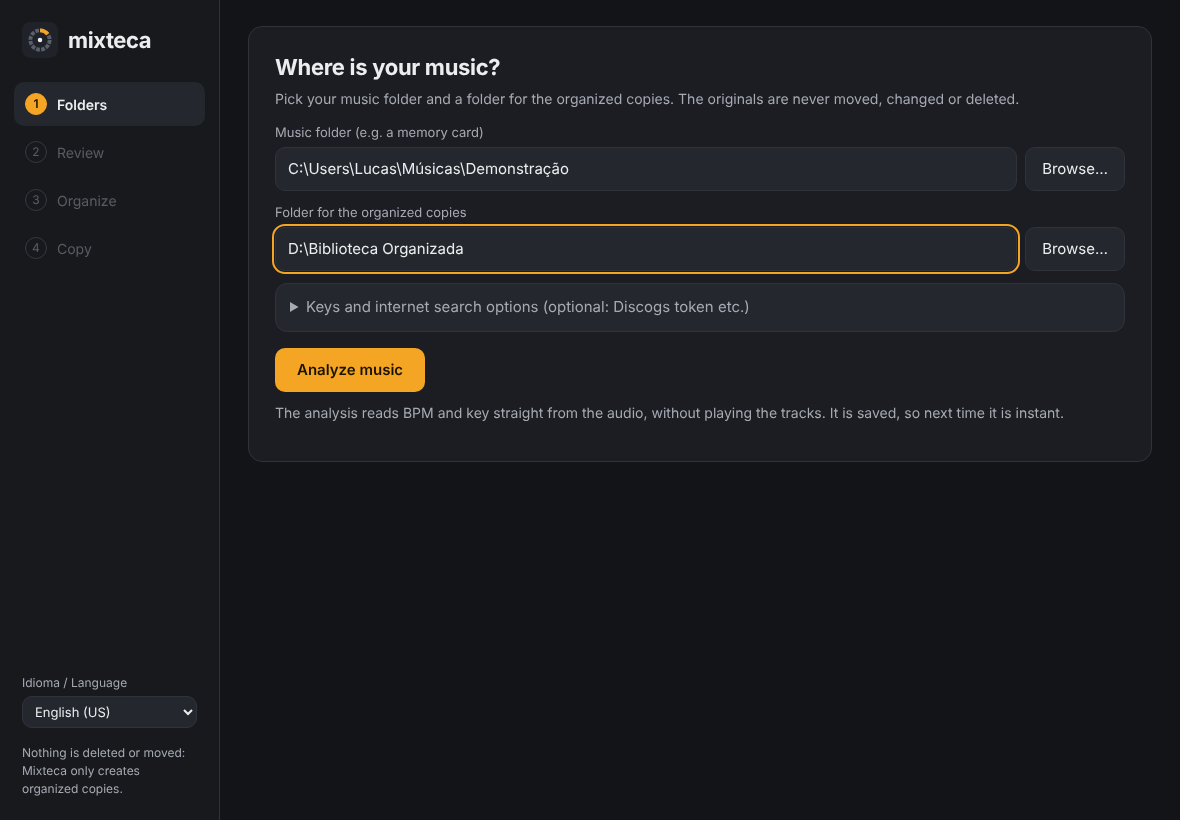 mixteca
1 Folders
2 Review
3 Organize
4 Copy
Idioma / Language
English (US)
Nothing is deleted or moved:
Mixteca only creates
organized copies.
Where is your music?
Pick your music folder and a folder for the organized copies. The originals are never moved, changed or deleted.
Music folder (e.g. a memory card)
C:\Users\Lucas\Músicas\Demonstração
Browse...
Folder for the organized copies
D:\Biblioteca Organizada
Browse...
Keys and internet search options (optional: Discogs token etc.)
Analyze music
The analysis reads BPM and key straight from the audio, without playing the tracks. It is saved, so next time it is instant.